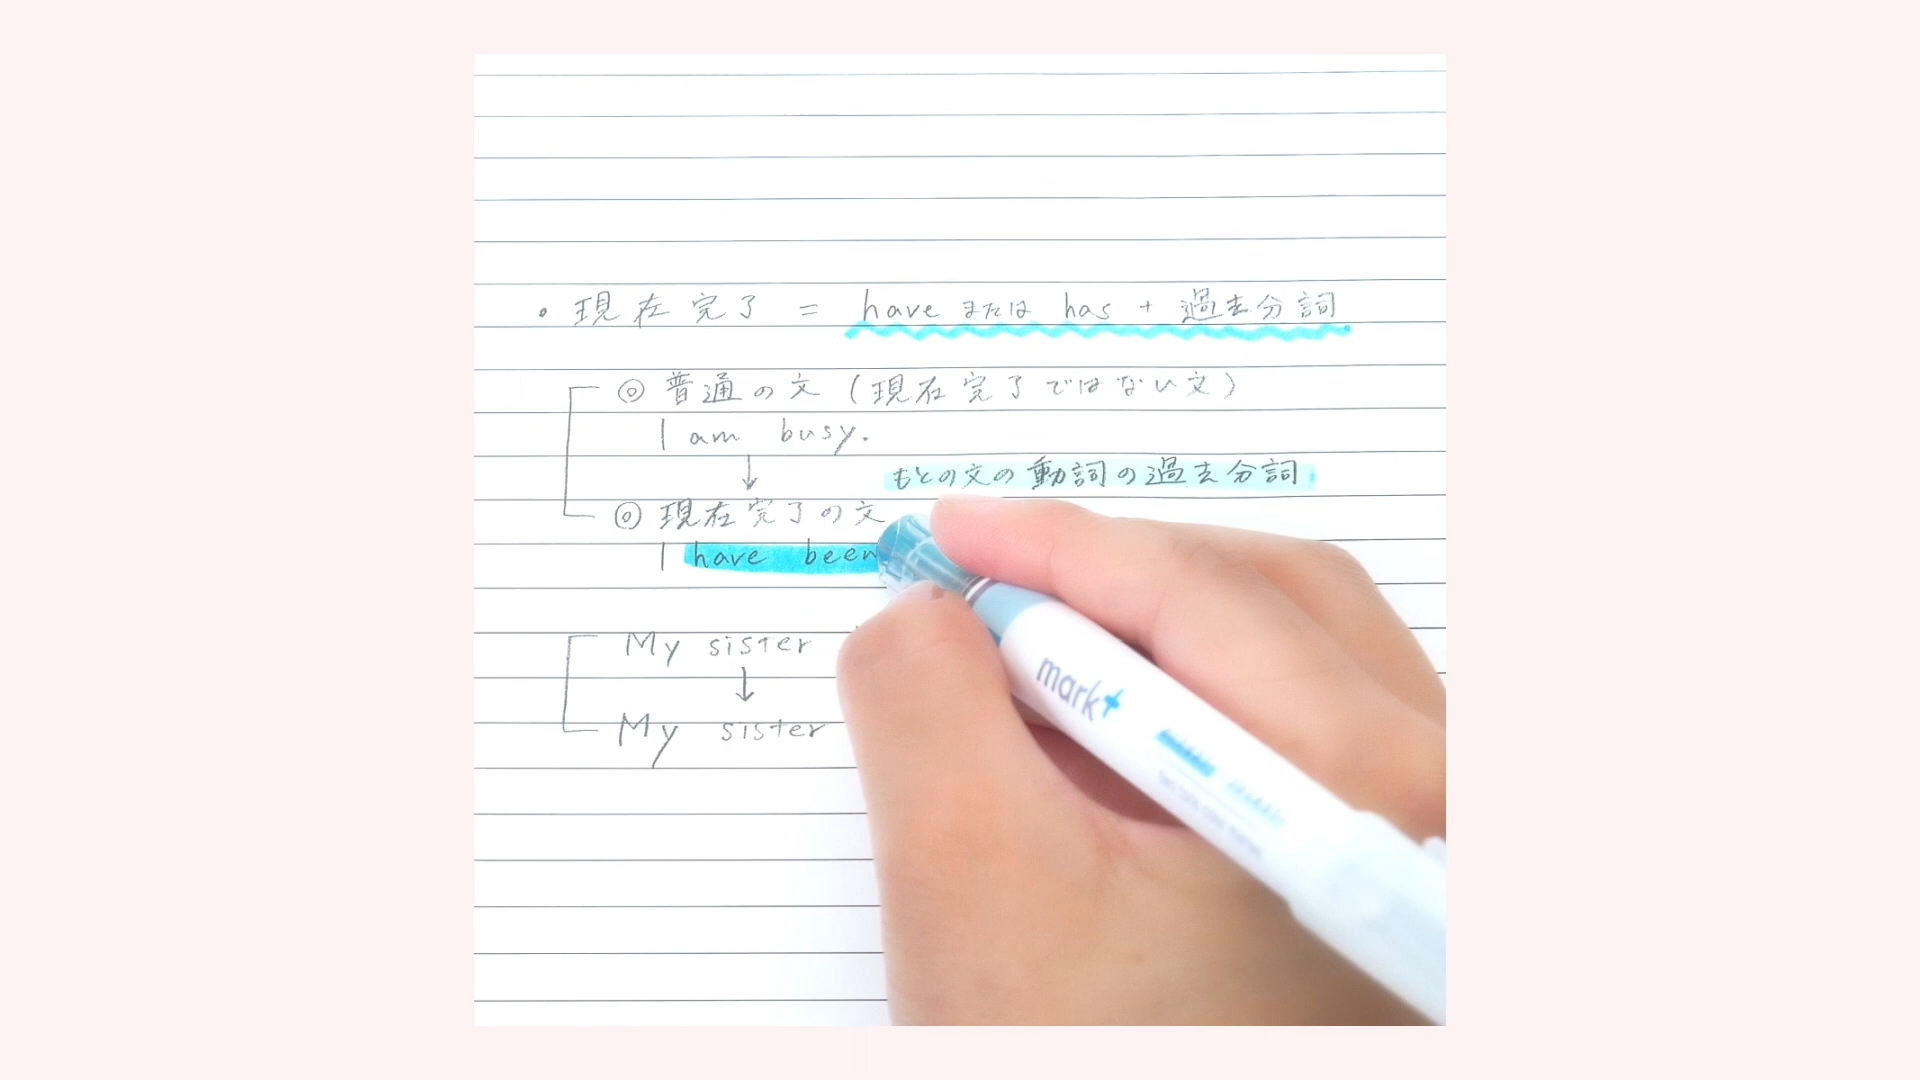 • 現在完了 = have または has + 過去分詞
◎ 普通の文 (現在完了ではない文)
I am busy.
↓
もとの文の動詞の過去分詞
◎ 現在完了の文
I have been
My sister
↓
My sister
mark+